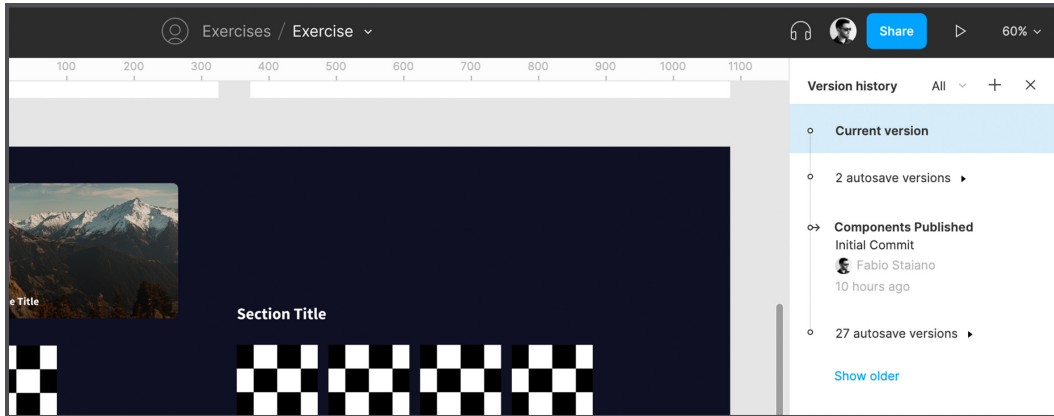 Exercises / Exercise
Share
60%
100 200 300 400 500 600 700 800 900 1000 1100
Version history
All
Current version
2 autosave versions
Components Published
Initial Commit
Fabio Staiano
10 hours ago
27 autosave versions
Show older
e Title
Section Title